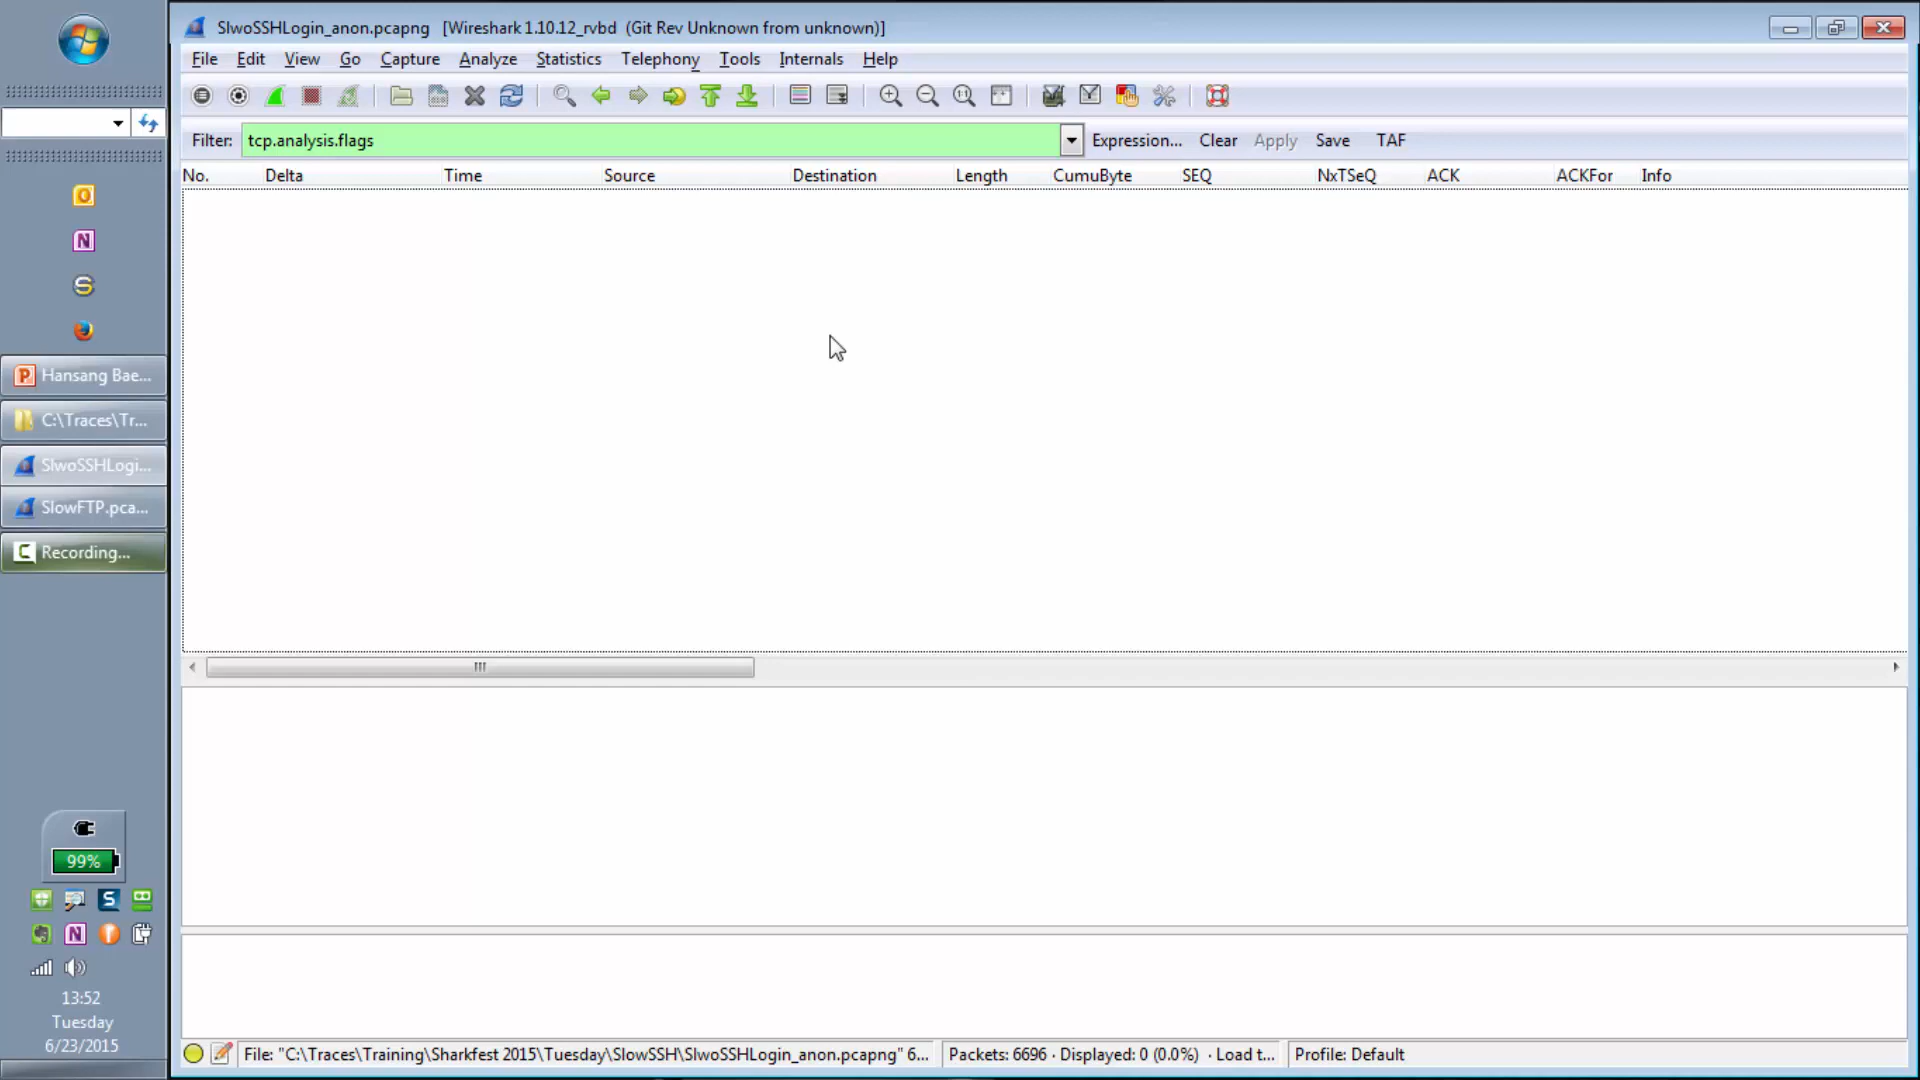 SlwoSSHLogin_anon.pcapng [Wireshark 1.10.12_rvbd (Git Rev Unknown from unknown)]
File Edit View Go Capture Analyze Statistics Telephony Tools Internals Help
Filter: tcp.analysis.flags Expression... Clear Apply Save TAF
No. Delta Time Source Destination Length CumuByte SEQ NxTSeQ ACK ACKFor Info
Hansang Bae...
C:\Traces\Tr...
SlwoSSHLogi...
SlowFTP.pca...
Recording...
99%
13:52
Tuesday
6/23/2015
File: "C:\Traces\Training\Sharkfest 2015\Tuesday\SlowSSH\SlwoSSHLogin_anon.pcapng" 6... Packets: 6696 · Displayed: 0 (0.0%) · Load t... Profile: Default